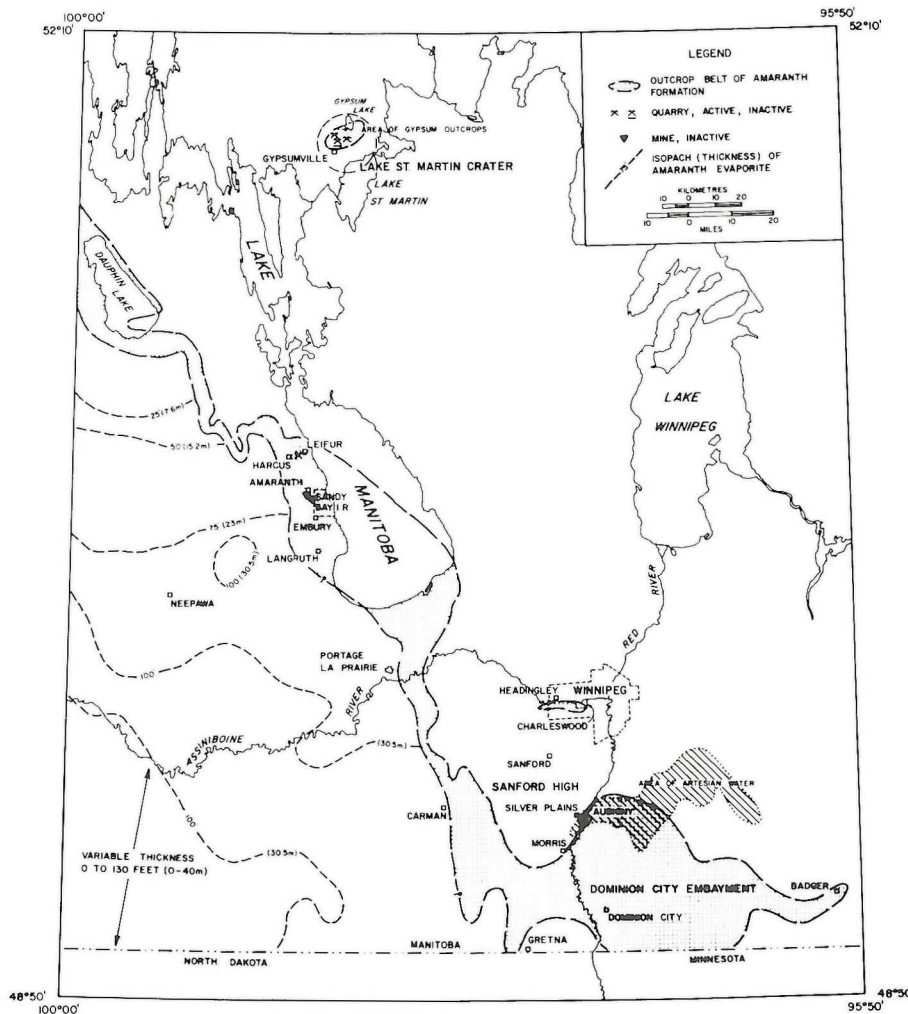 100°00'
95°50'
52°10'
52°10'
LEGEND
OUTCROP BELT OF AMARANTH
FORMATION
QUARRY, ACTIVE, INACTIVE
MINE, INACTIVE
75
ISOPACH (THICKNESS) OF
AMARANTH EVAPORITE
KILOMETRES
10 0 10 20
10 0 10 20
MILES
GYPSUM
LAKE
AREA OF GYPSUM OUTCROPS
GYPSUMVILLE
LAKE ST MARTIN CRATER
LAKE
ST MARTIN
DAUPHIN
LAKE
LAKE
MANITOBA
LAKE
WINNIPEG
25 (7.6m)
50 (15.2m)
LEIFUR
HARCUS
AMARANTH
SANDY
BAY I.R
EMBURY
75 (23m)
LANGRUTH
100 (30.5m)
NEEPAWA
RED
RIVER
100
PORTAGE
LA PRAIRIE
HEADINGLEY
WINNIPEG
CHARLESWOOD
ASSINIBOINE
RIVER
(30.5m)
SANFORD
SANFORD HIGH
AREA OF ARTESIAN WATER
SILVER PLAINS
AUBIGNY
CARMAN
100
MORRIS
(30.5m)
VARIABLE THICKNESS
0 TO 130 FEET (0-40m)
DOMINION CITY EMBAYMENT
BADGER
DOMINION CITY
GRETNA
MANITOBA
NORTH DAKOTA
MINNESOTA
48°50'
48°50'
100°00'
95°50'